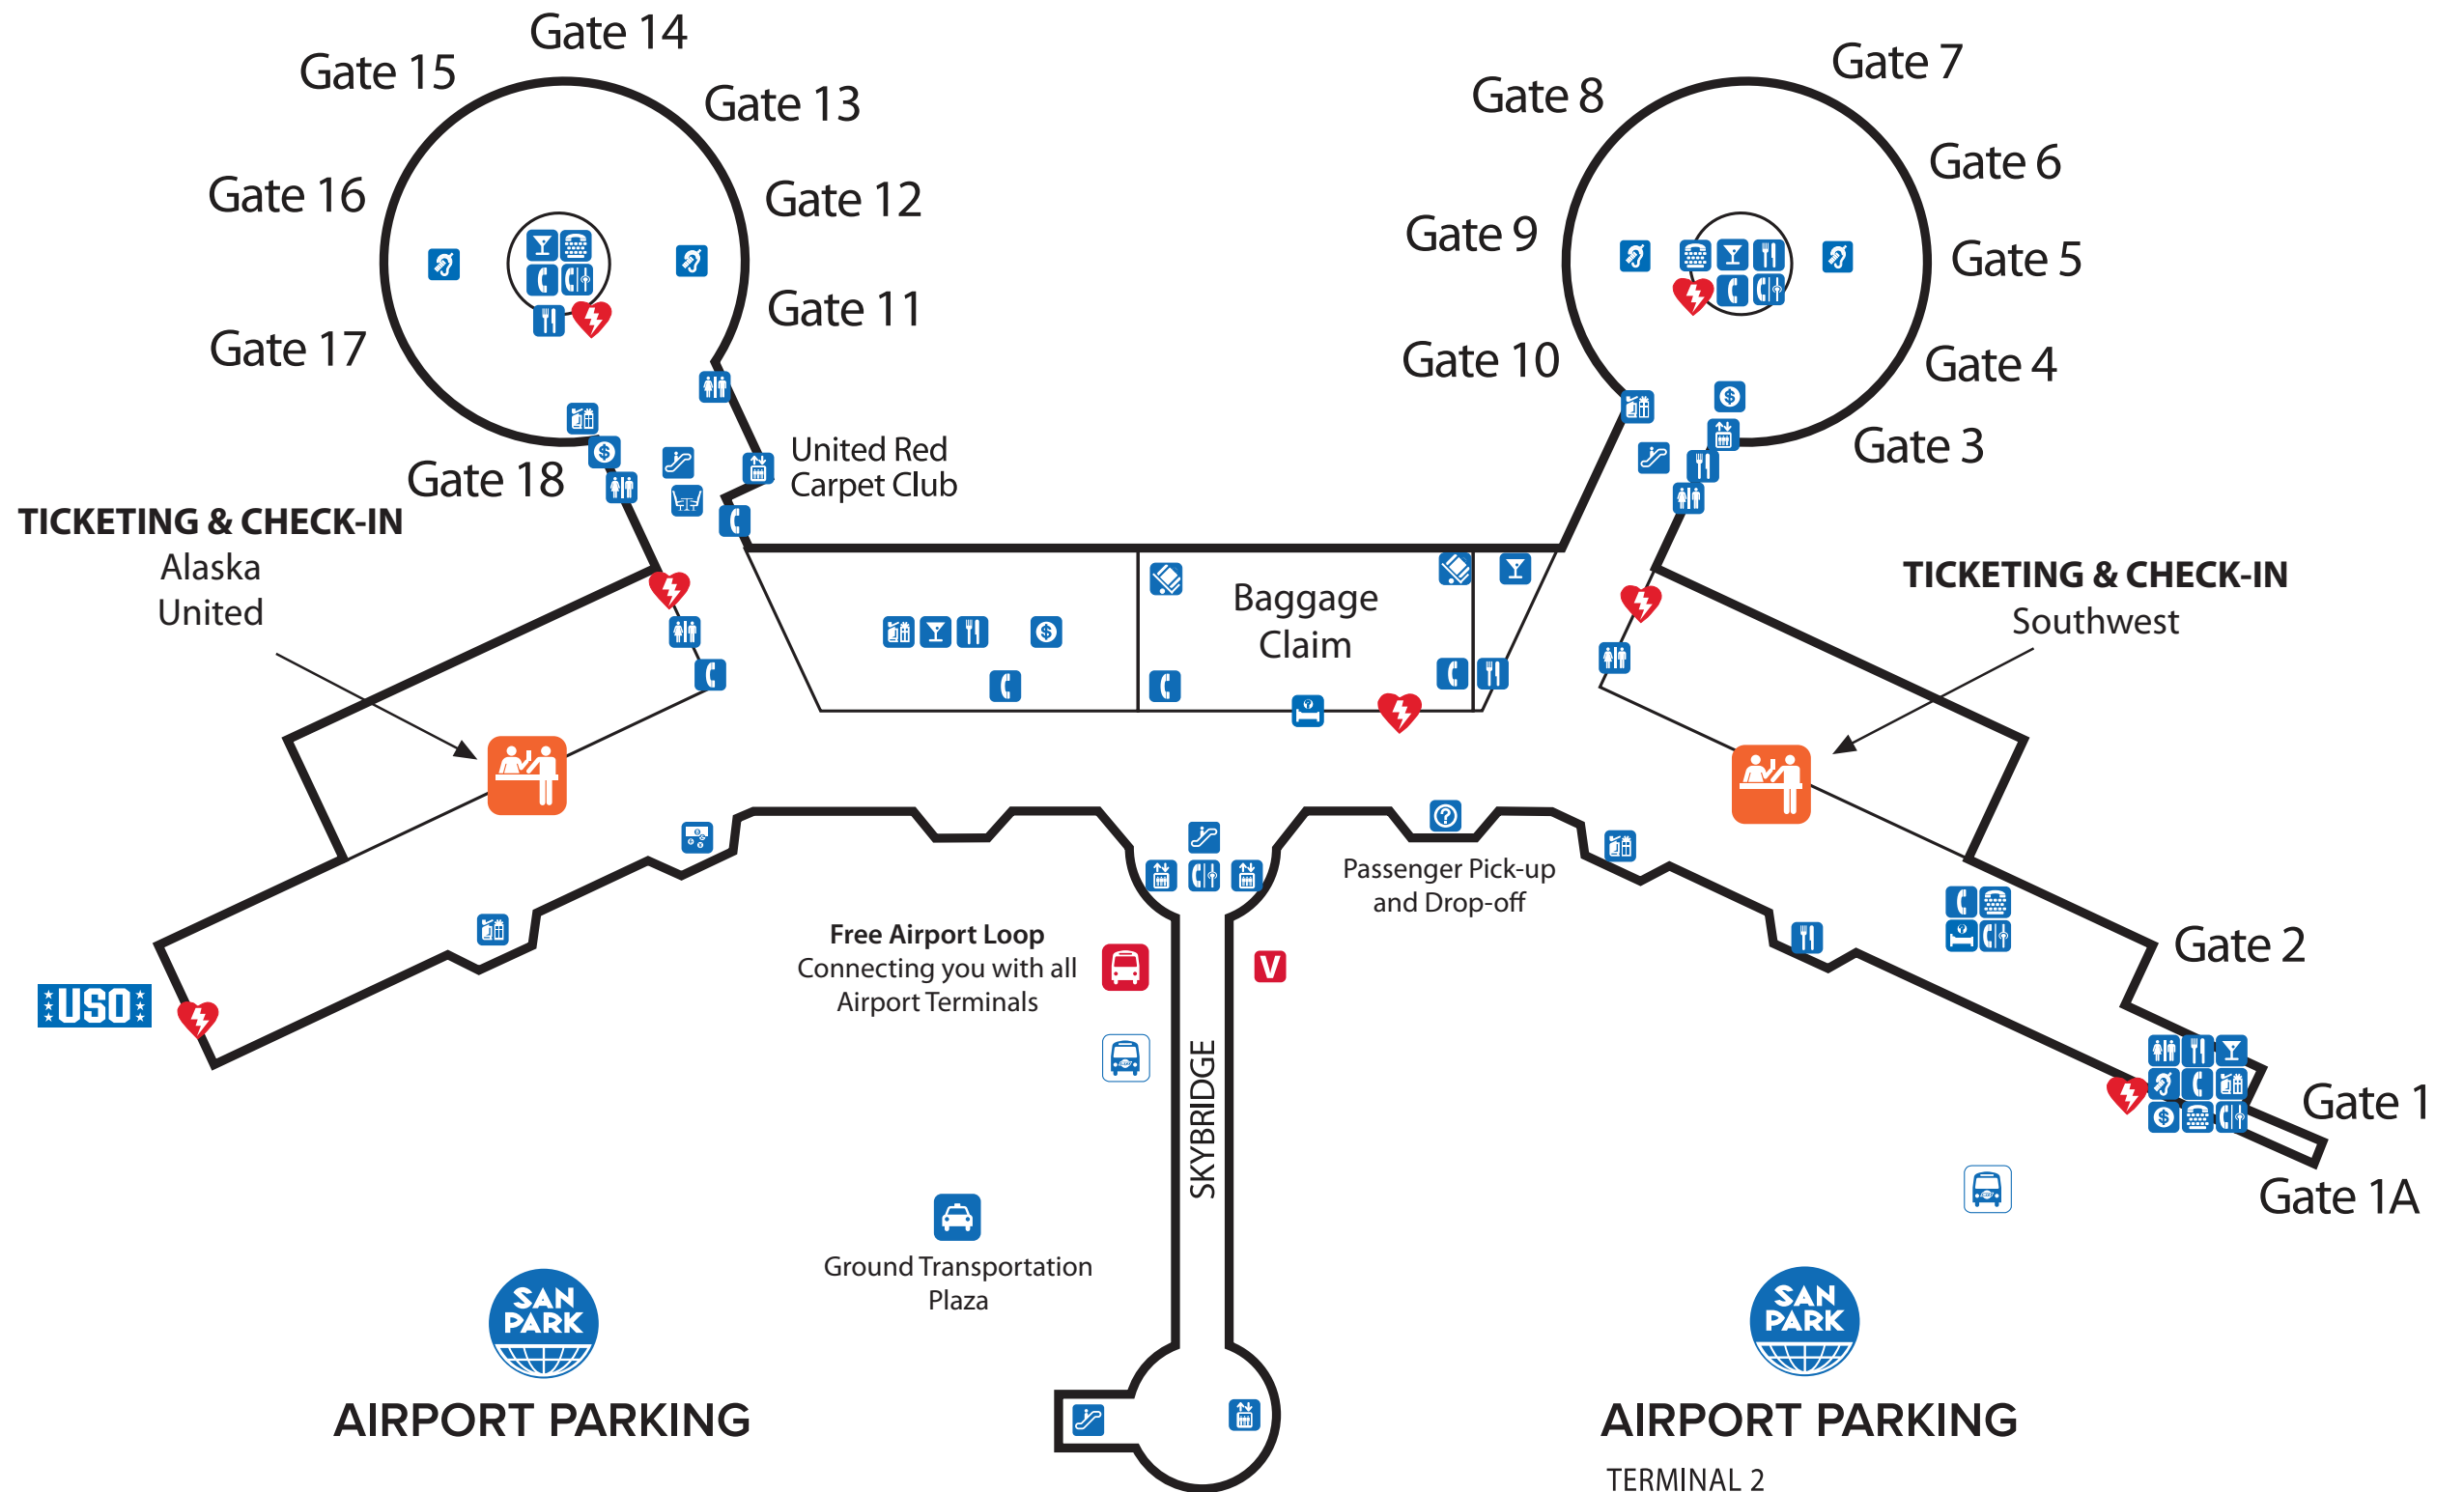 Gate 14
Gate 15
Gate 13
Gate 16
Gate 12
Gate 11
Gate 17
Gate 18
United Red
Carpet Club
Gate 7
Gate 8
Gate 6
Gate 9
Gate 5
Gate 10
Gate 4
Gate 3
TICKETING & CHECK-IN
Alaska
United
Baggage
Claim
TICKETING & CHECK-IN
Southwest
Passenger Pick-up
and Drop-off
Free Airport Loop
Connecting you with all
Airport Terminals
V
USO
SKYBRIDGE
Gate 2
Gate 1
Gate 1A
Ground Transportation
Plaza
SAN
PARK
AIRPORT PARKING
SAN
PARK
AIRPORT PARKING
TERMINAL 2